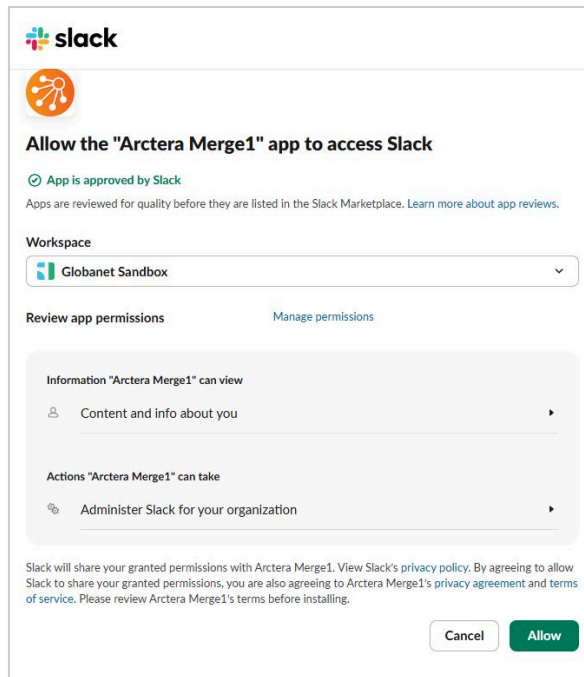 slack
Allow the "Arctera Merge1" app to access Slack
App is approved by Slack
Apps are reviewed for quality before they are listed in the Slack Marketplace. Learn more about app reviews.
Workspace
Globanet Sandbox
Review app permissions Manage permissions
Information "Arctera Merge1" can view
Content and info about you
Actions "Arctera Merge1" can take
Administer Slack for your organization
Slack will share your granted permissions with Arctera Merge1. View Slack's privacy policy. By agreeing to allow
Slack to share your granted permissions, you are also agreeing to Arctera Merge1's privacy agreement and terms
of service. Please review Arctera Merge1's terms before installing.
Cancel Allow